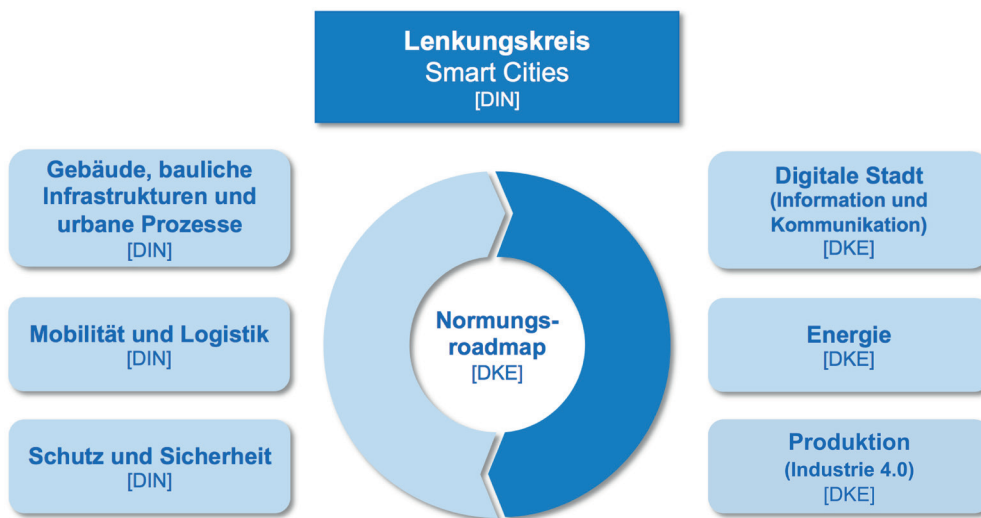 Lenkungskreis
Smart Cities
[DIN]
Gebäude, bauliche
Infrastrukturen und
urbane Prozesse
[DIN]
Mobilität und Logistik
[DIN]
Schutz und Sicherheit
[DIN]
Normungs-
roadmap
[DKE]
Digitale Stadt
(Information und
Kommunikation)
[DKE]
Energie
[DKE]
Produktion
(Industrie 4.0)
[DKE]